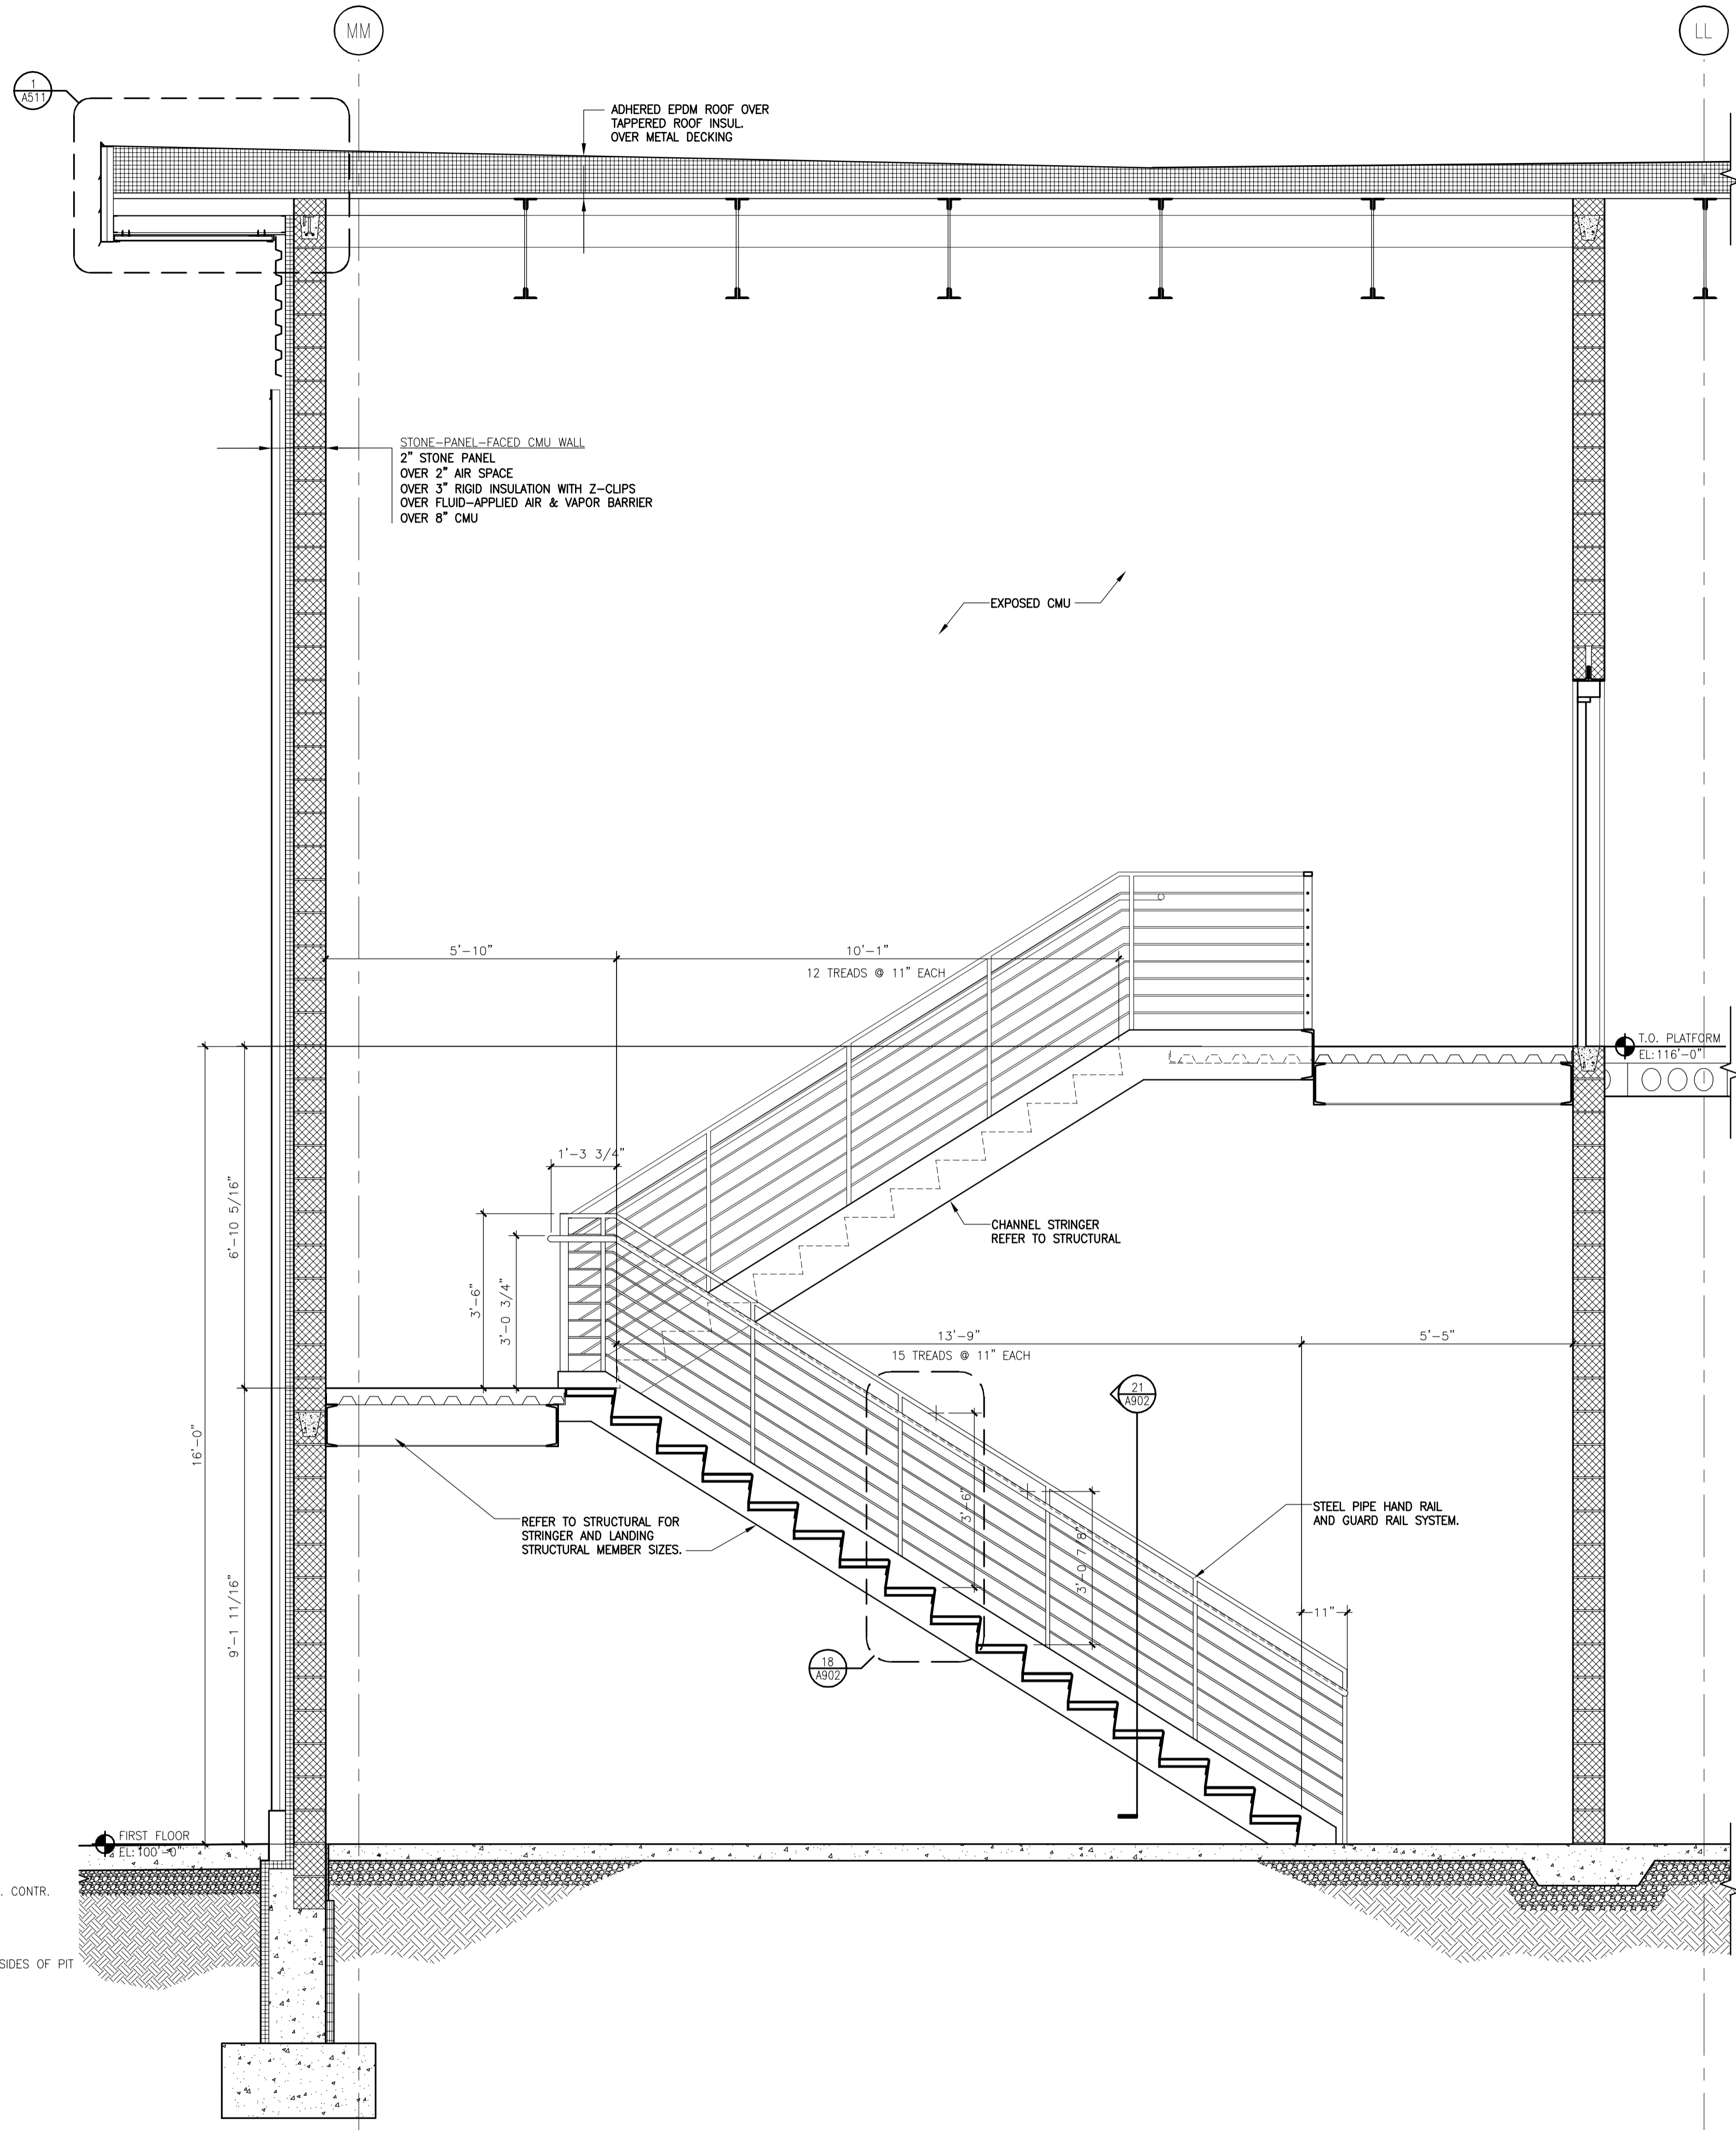 MM
LL
1
A511
ADHERED EPDM ROOF OVER
TAPPERED ROOF INSUL.
OVER METAL DECKING
STONE-PANEL-FACED CMU WALL
2" STONE PANEL
OVER 2" AIR SPACE
OVER 3" RIGID INSULATION WITH Z-CLIPS
OVER FLUID-APPLIED AIR & VAPOR BARRIER
OVER 8" CMU
EXPOSED CMU
5'-10"
10'-1"
12 TREADS @ 11" EACH
T.O. PLATFORM
EL:116'-0"
1'-3 3/4"
6'-10 5/16"
CHANNEL STRINGER
REFER TO STRUCTURAL
3'-6"
3'-0 3/4"
13'-9"
15 TREADS @ 11" EACH
5'-5"
21
A902
16'-0"
REFER TO STRUCTURAL FOR
STRINGER AND LANDING
STRUCTURAL MEMBER SIZES.
3'-6"
3'-0 7/8"
STEEL PIPE HAND RAIL
AND GUARD RAIL SYSTEM.
9'-1 11/16"
11"
18
A902
FIRST FLOOR
EL:100'-0"
. CONTR.
SIDES OF PIT